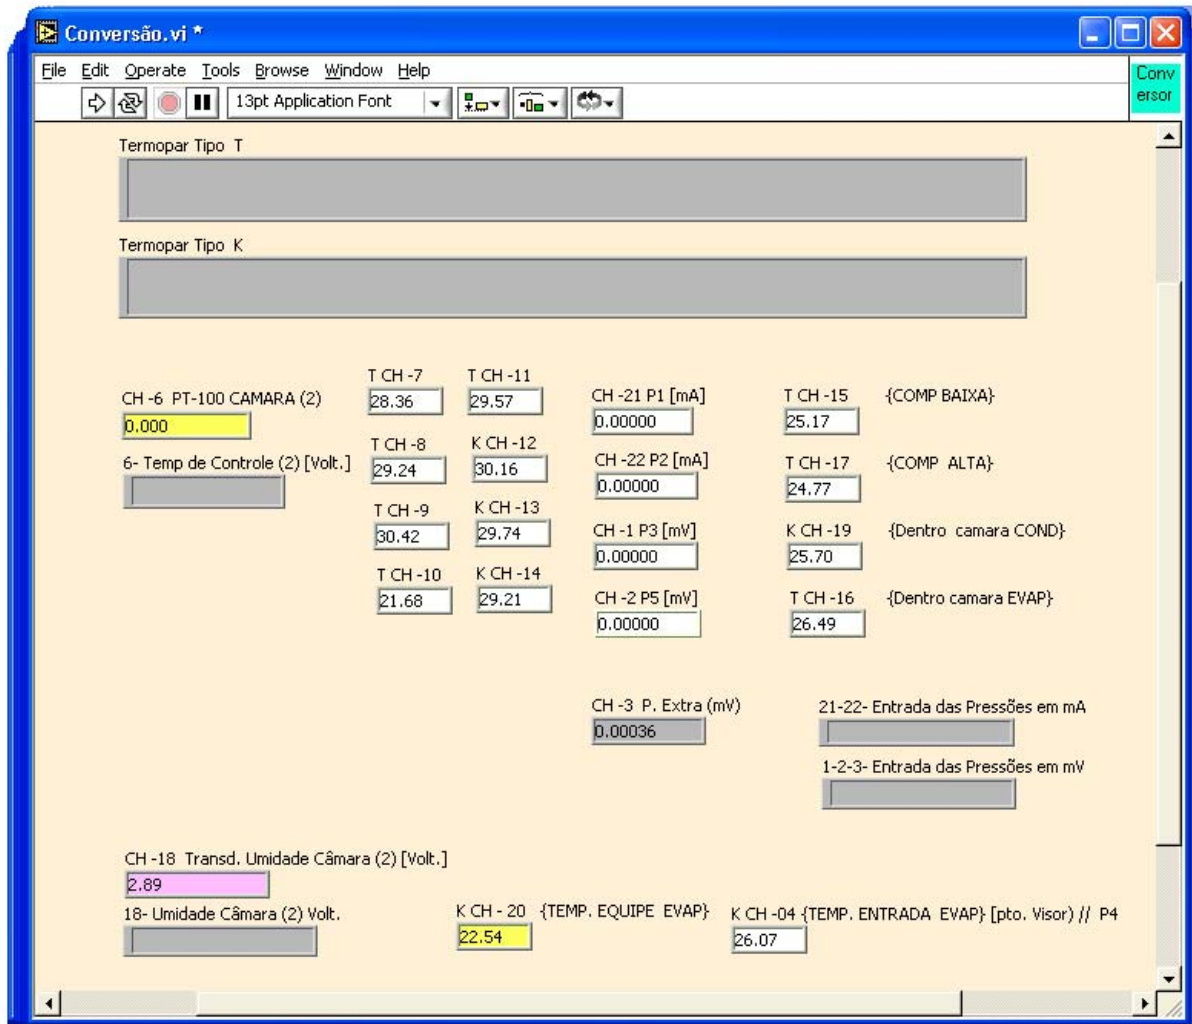 Conversão.vi *
File Edit Operate Tools Browse Window Help
Conv
ersor
13pt Application Font
Termopar Tipo T
Termopar Tipo K
CH -6 PT-100 CAMARA (2)
0.000
6- Temp de Controle (2) [Volt.]
T CH -7
28.36
T CH -8
29.24
T CH -9
30.42
T CH -10
21.68
T CH -11
29.57
K CH -12
30.16
K CH -13
29.74
K CH -14
29.21
CH -21 P1 [mA]
0.00000
CH -22 P2 [mA]
0.00000
CH -1 P3 [mV]
0.00000
CH -2 P5 [mV]
0.00000
T CH -15 {COMP BAIXA}
25.17
T CH -17 {COMP ALTA}
24.77
K CH -19 {Dentro camara COND}
25.70
T CH -16 {Dentro camara EVAP}
26.49
CH -3 P. Extra (mV)
0.00036
21-22- Entrada das Pressões em mA
1-2-3- Entrada das Pressões em mV
CH -18 Transd. Umidade Câmara (2) [Volt.]
2.89
18- Umidade Câmara (2) Volt.
K CH - 20 {TEMP. EQUIPE EVAP}
22.54
K CH -04 {TEMP. ENTRADA EVAP} [pto. Visor) // P4
26.07